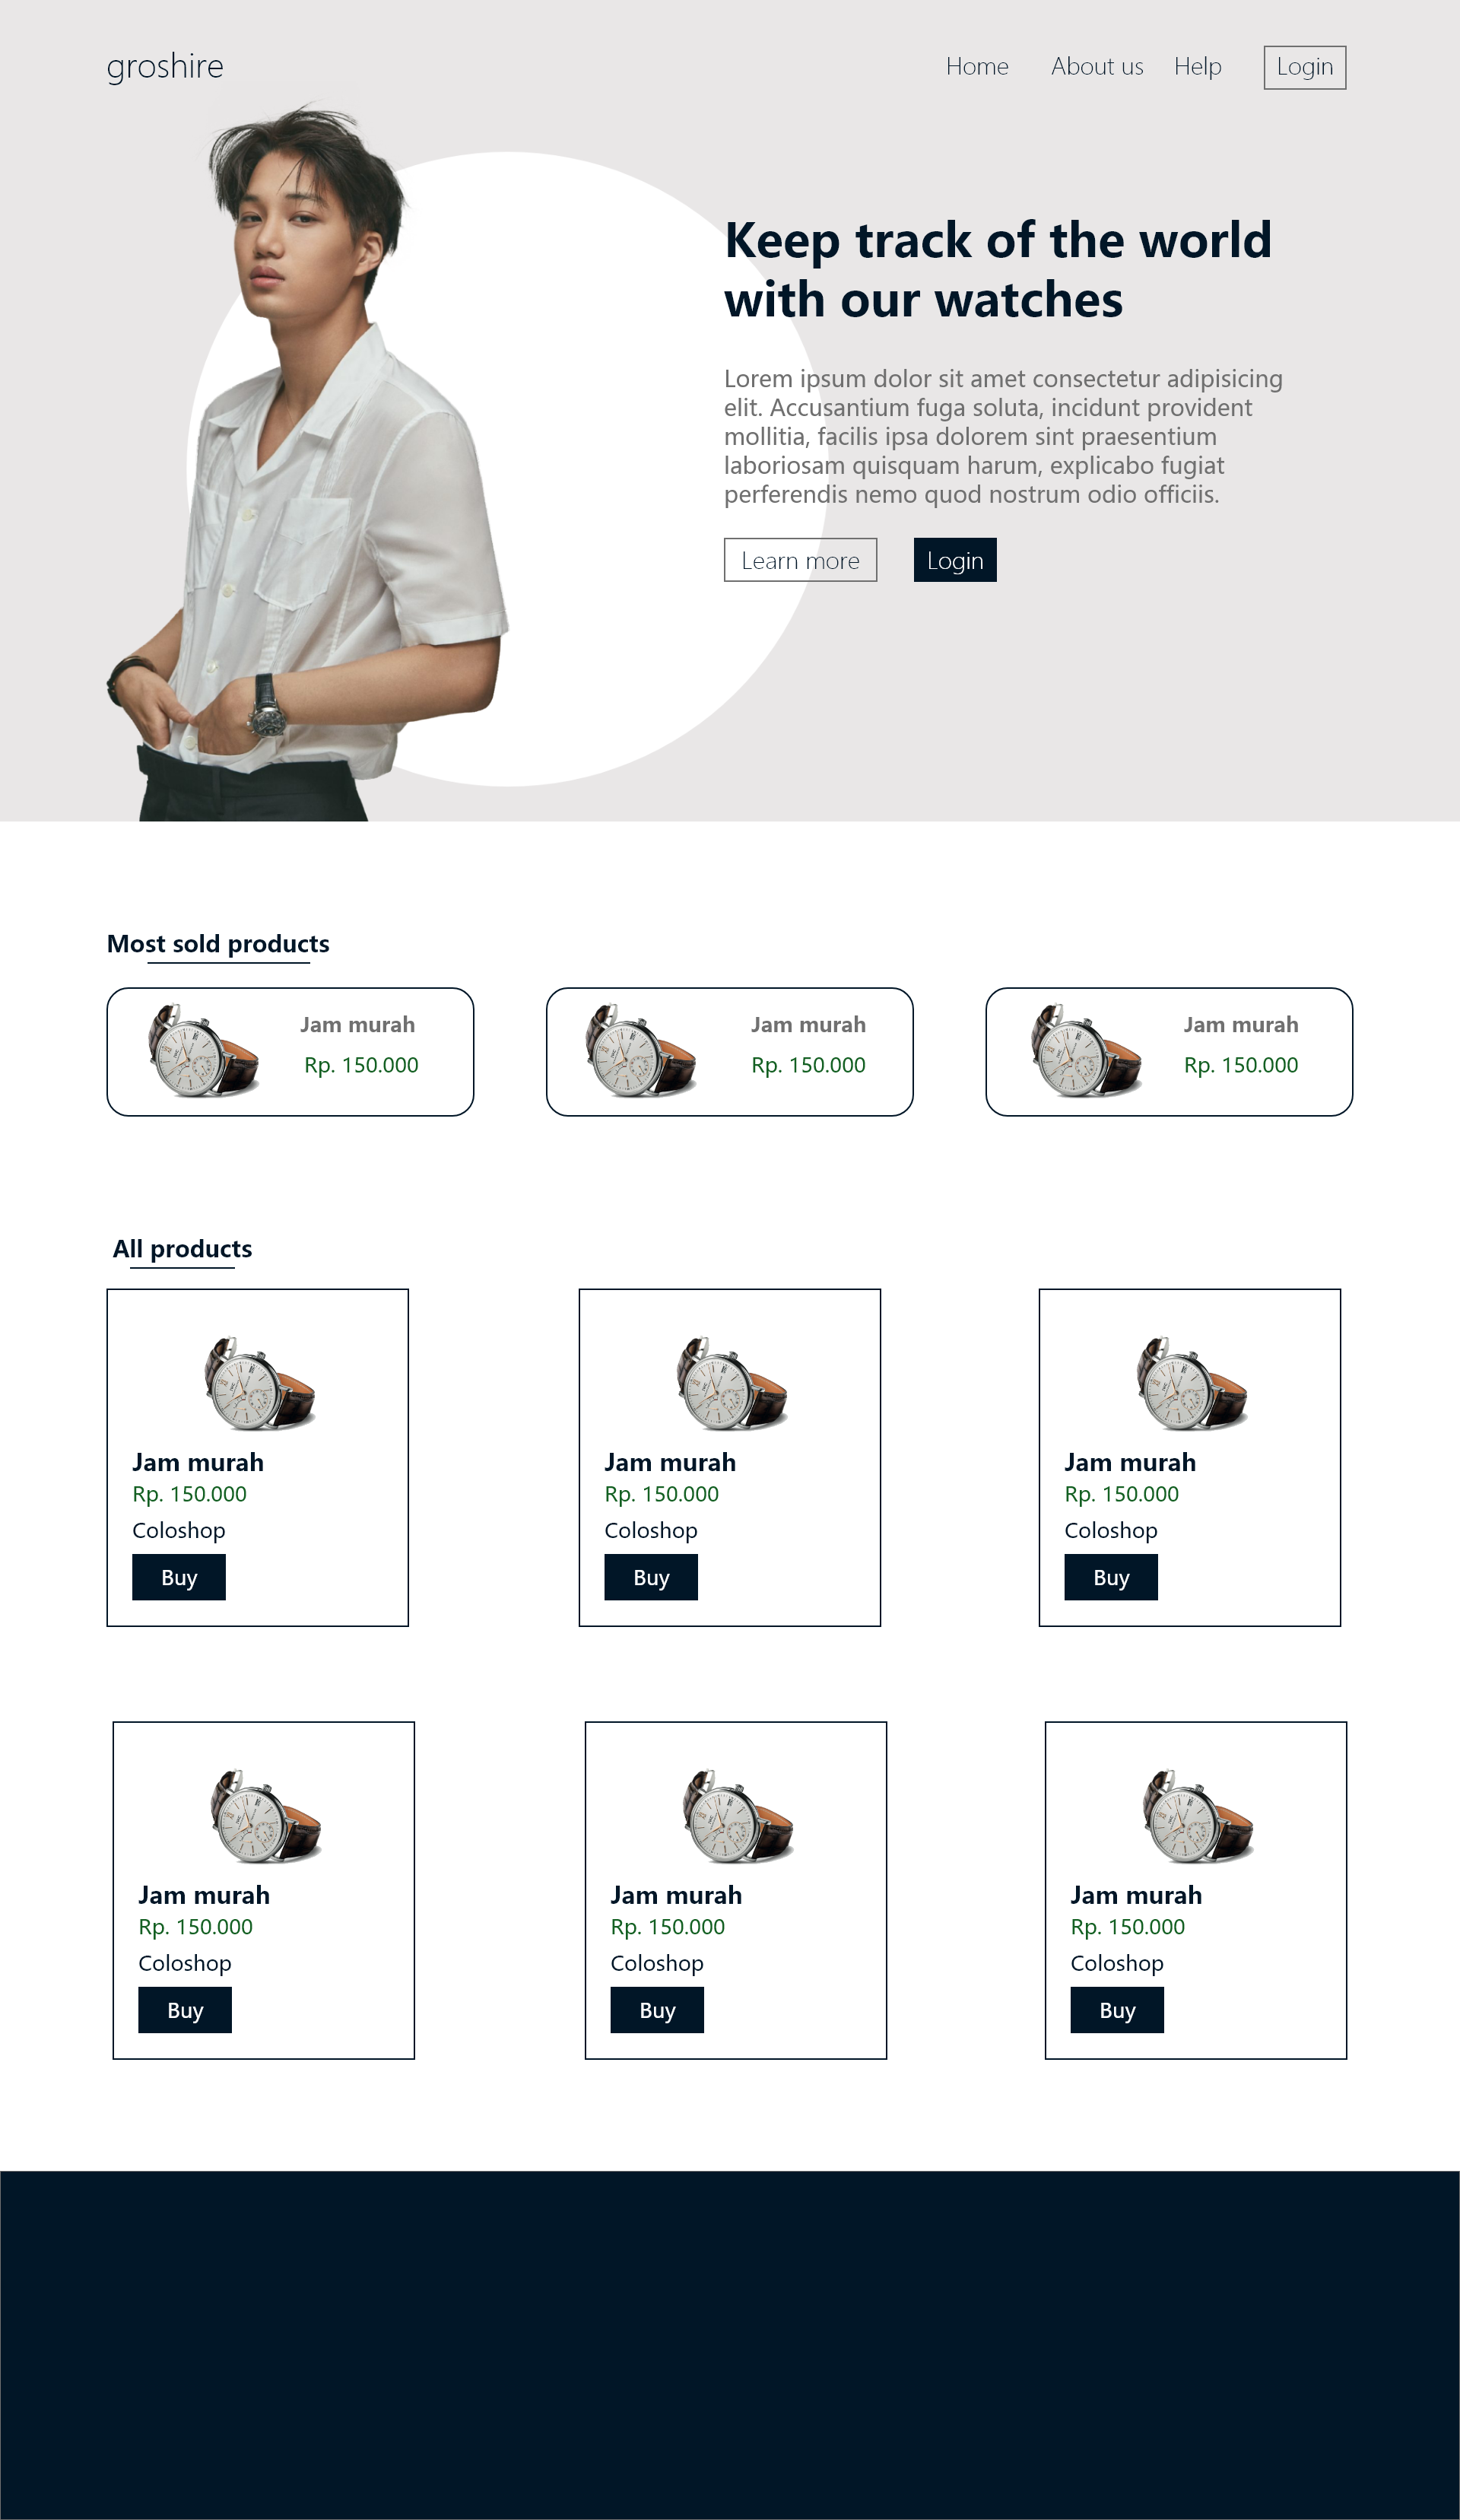 groshire
Home About us Help Login
Keep track of the world
with our watches
Lorem ipsum dolor sit amet consectetur adipisicing
elit. Accusantium fuga soluta, incidunt provident
mollitia, facilis ipsa dolorem sint praesentium
laboriosam quisquam harum, explicabo fugiat
perferendis nemo quod nostrum odio officiis.
Learn more Login
Most sold products
Jam murah
Rp. 150.000
Jam murah
Rp. 150.000
Jam murah
Rp. 150.000
All products
Jam murah
Rp. 150.000
Coloshop
Buy
Jam murah
Rp. 150.000
Coloshop
Buy
Jam murah
Rp. 150.000
Coloshop
Buy
Jam murah
Rp. 150.000
Coloshop
Buy
Jam murah
Rp. 150.000
Coloshop
Buy
Jam murah
Rp. 150.000
Coloshop
Buy